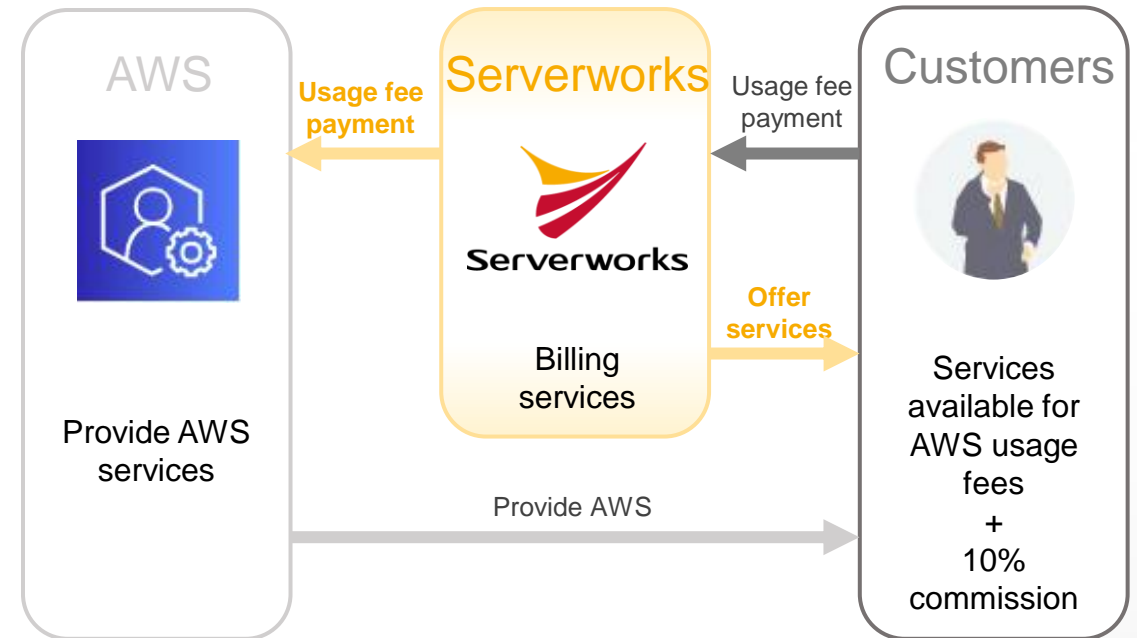 AWS
Provide AWS
services
Usage fee
payment
Serverworks
Serverworks
Billing
services
Usage fee
payment
Offer
services
Provide AWS
Customers
Services
available for
AWS usage
fees
+
10%
commission